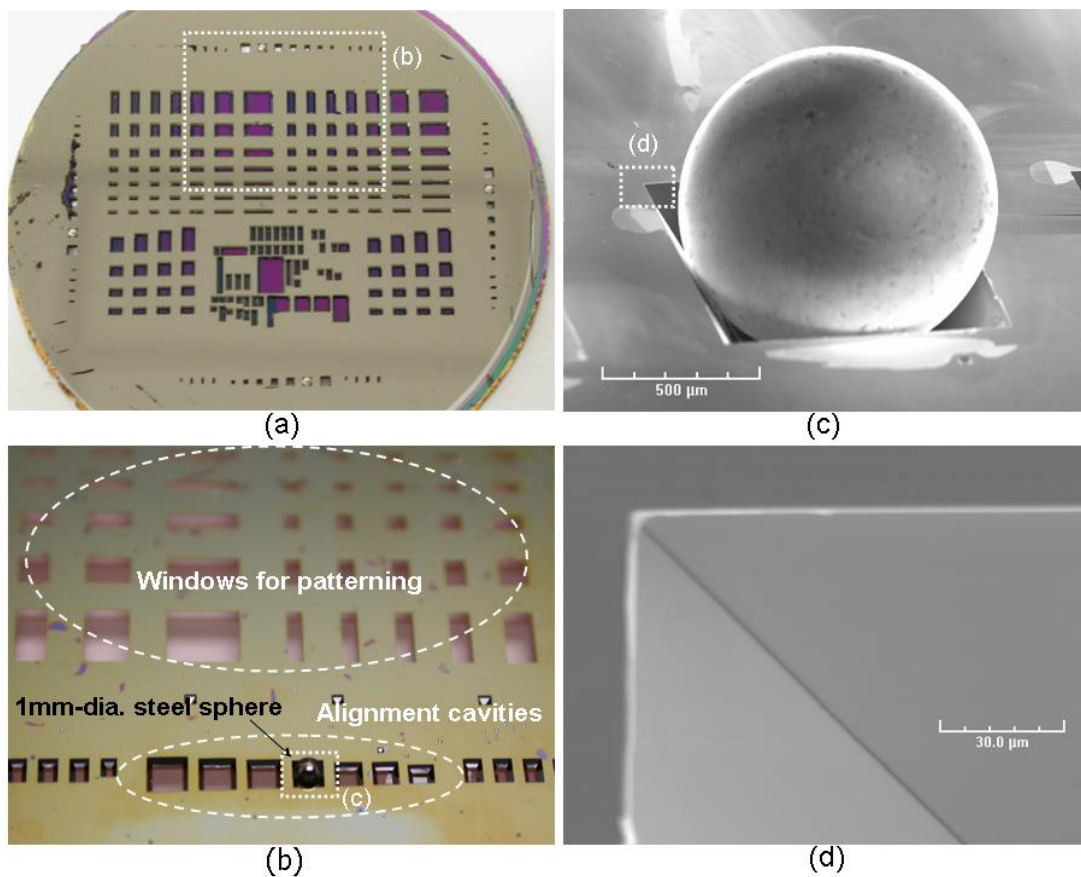 (b)
(a)
(d)
500 µm
(c)
Windows for patterning
1mm-dia. steel sphere
Alignment cavities
(c)
(b)
30.0 µm
(d)